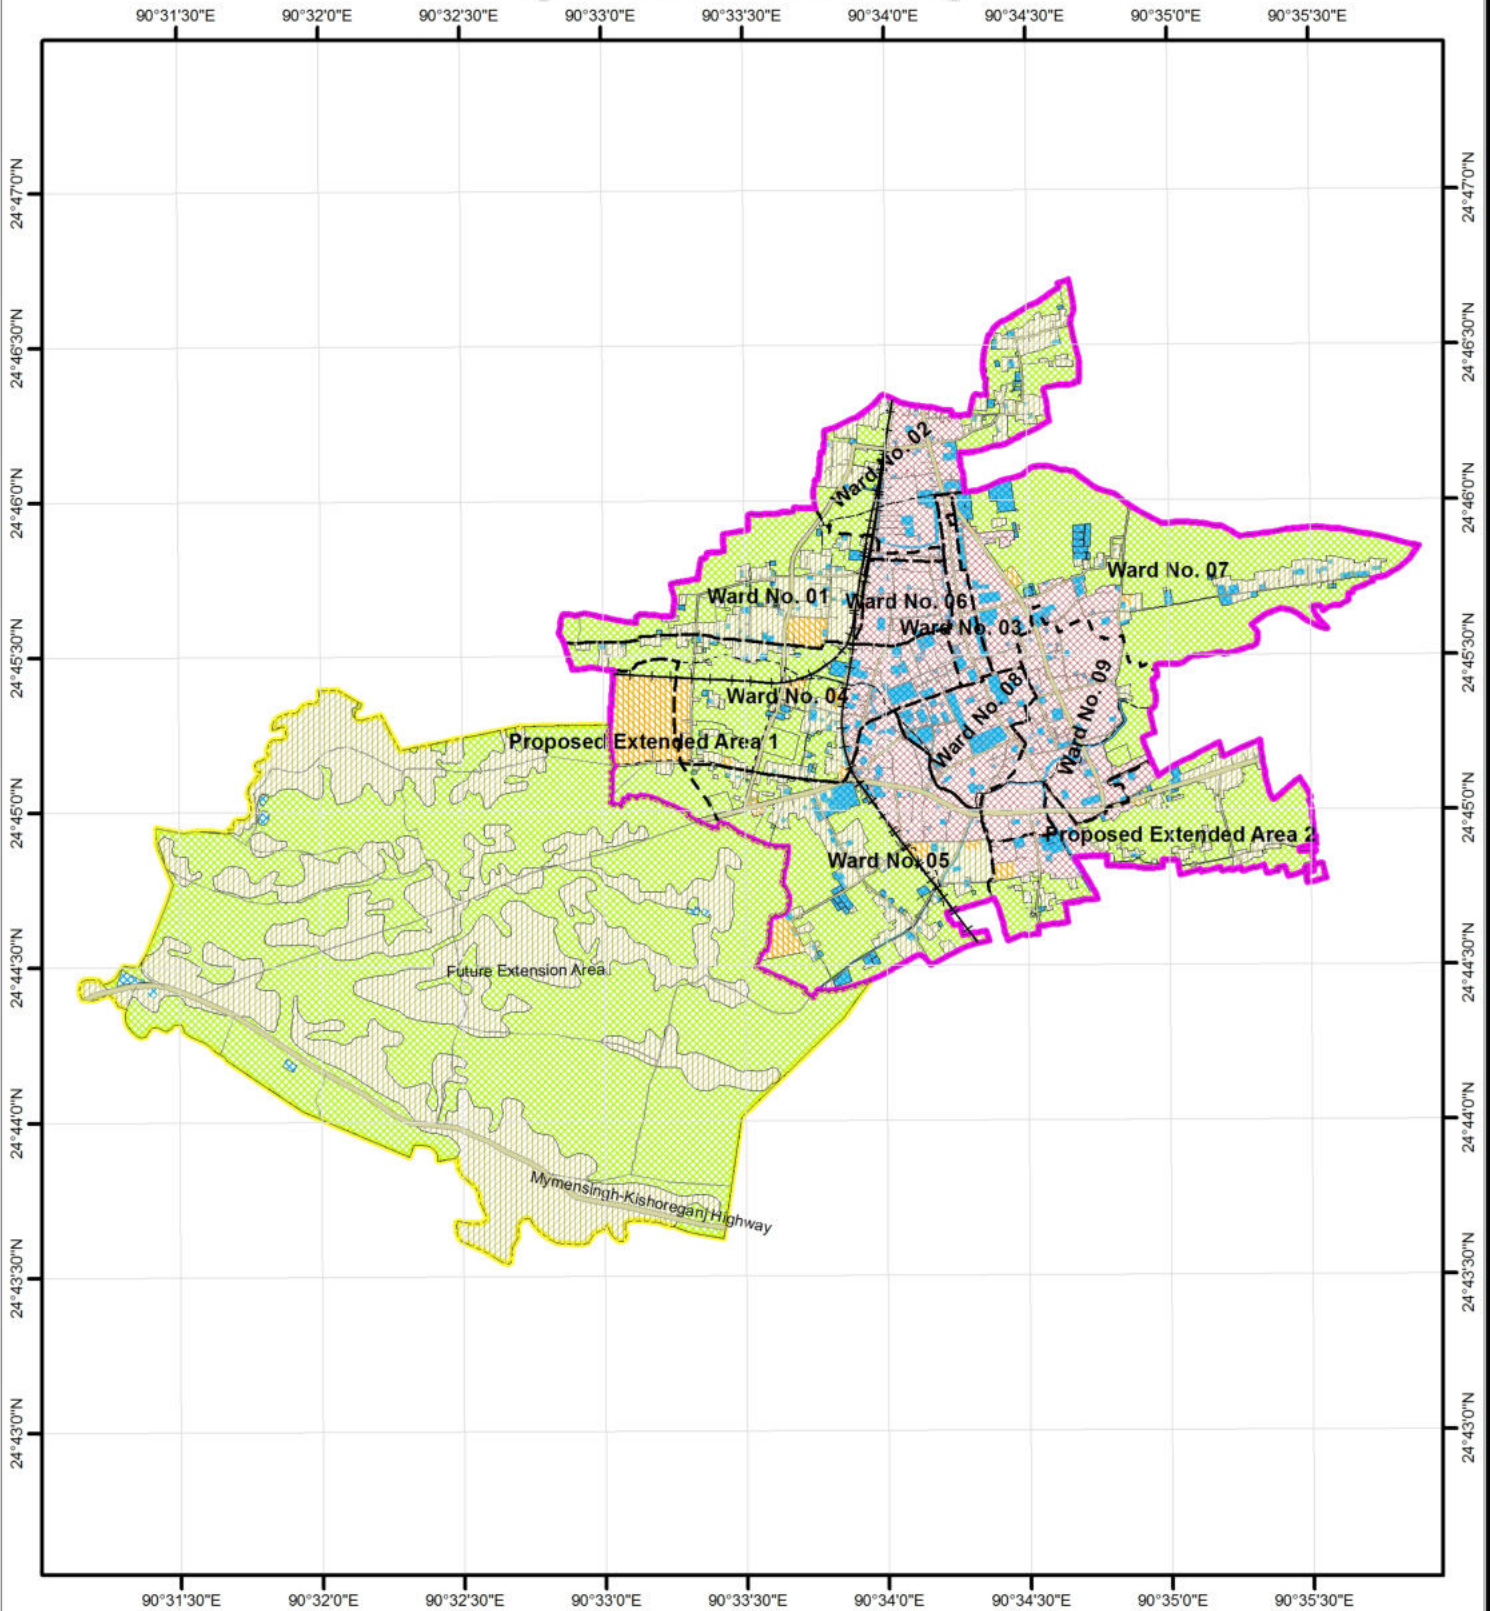 90°31'30"E 90°32'0"E 90°32'30"E 90°33'0"E 90°33'30"E 90°34'0"E 90°34'30"E 90°35'0"E 90°35'30"E
24°47'0"N
24°47'0"N
24°46'30"N
24°46'30"N
Ward No. 02
24°46'0"N
24°46'0"N
Ward No. 07
Ward No. 01
Ward No. 06
Ward No. 03
24°45'30"N
24°45'30"N
Ward No. 04
Ward No. 08
Ward No. 09
Proposed Extended Area 1
24°45'0"N
24°45'0"N
Proposed Extended Area 2
Ward No. 05
24°44'30"N
24°44'30"N
Future Extension Area
24°44'0"N
24°44'0"N
Mymensingh-Kishoreganj Highway
24°43'30"N
24°43'30"N
24°43'0"N
24°43'0"N
90°31'30"E 90°32'0"E 90°32'30"E 90°33'0"E 90°33'30"E 90°34'0"E 90°34'30"E 90°35'0"E 90°35'30"E